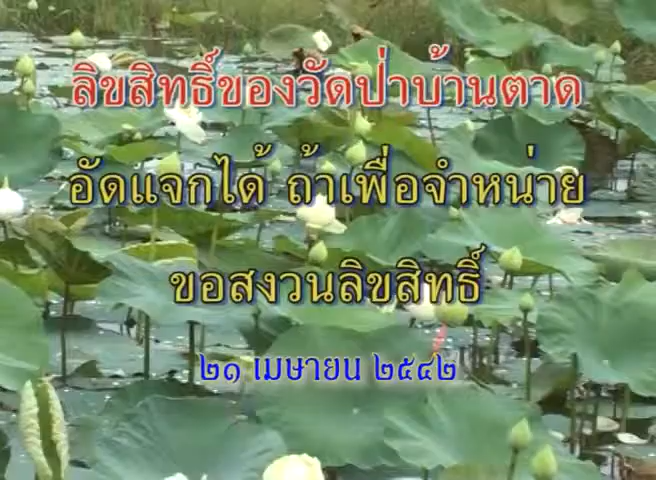 ลิขสิทธิ์ของวัดป่าบ้านตาด
อัดแจกได้ ถ้าเพื่อจำหน่าย
ขอสงวนลิขสิทธิ์
๒๑ เมษายน ๒๕๔๒